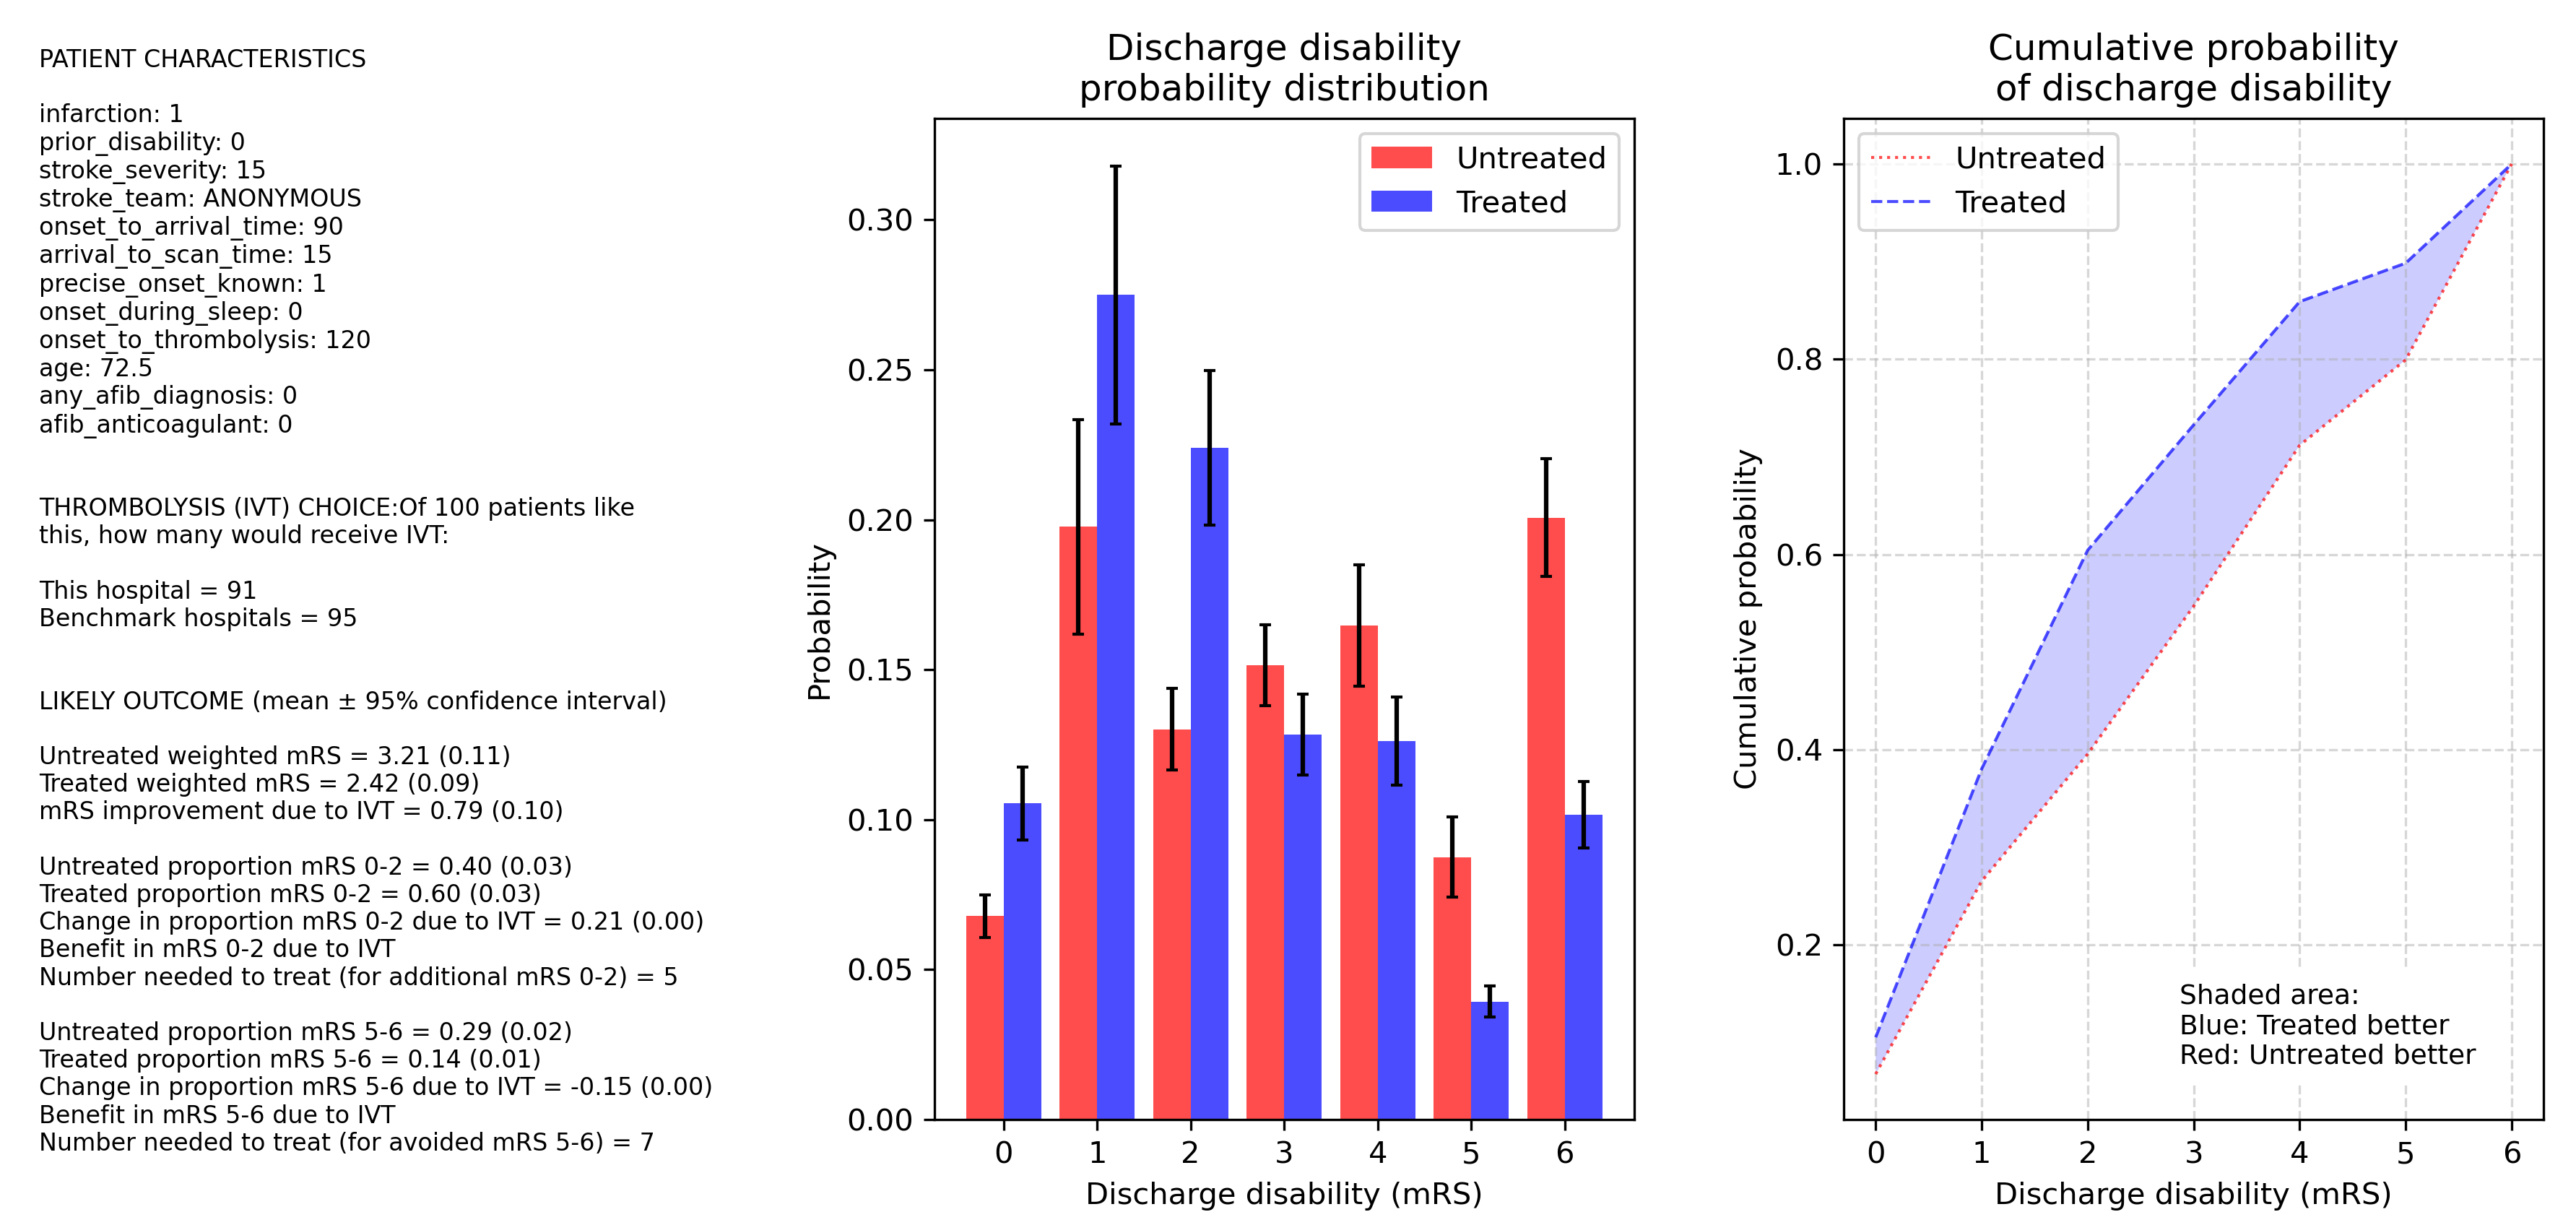 PATIENT CHARACTERISTICS
infarction: 1
prior_disability: 0
stroke_severity: 15
stroke_team: ANONYMOUS
onset_to_arrival_time: 90
arrival_to_scan_time: 15
precise_onset_known: 1
onset_during_sleep: 0
onset_to_thrombolysis: 120
age: 72.5
any_afib_diagnosis: 0
afib_anticoagulant: 0
THROMBOLYSIS (IVT) CHOICE:Of 100 patients like
this, how many would receive IVT:
This hospital = 91
Benchmark hospitals = 95
LIKELY OUTCOME (mean ± 95% confidence interval)
Untreated weighted mRS = 3.21 (0.11)
Treated weighted mRS = 2.42 (0.09)
mRS improvement due to IVT = 0.79 (0.10)
Untreated proportion mRS 0-2 = 0.40 (0.03)
Treated proportion mRS 0-2 = 0.60 (0.03)
Change in proportion mRS 0-2 due to IVT = 0.21 (0.00)
Benefit in mRS 0-2 due to IVT
Number needed to treat (for additional mRS 0-2) = 5
Untreated proportion mRS 5-6 = 0.29 (0.02)
Treated proportion mRS 5-6 = 0.14 (0.01)
Change in proportion mRS 5-6 due to IVT = -0.15 (0.00)
Benefit in mRS 5-6 due to IVT
Number needed to treat (for avoided mRS 5-6) = 7
Discharge disability
probability distribution
Untreated
Treated
Probability
0.30
0.25
0.20
0.15
0.10
0.05
0.00
0 1 2 3 4 5 6
Discharge disability (mRS)
Cumulative probability
of discharge disability
Untreated
Treated
Cumulative probability
1.0
0.8
0.6
0.4
0.2
Shaded area:
Blue: Treated better
Red: Untreated better
0 1 2 3 4 5 6
Discharge disability (mRS)